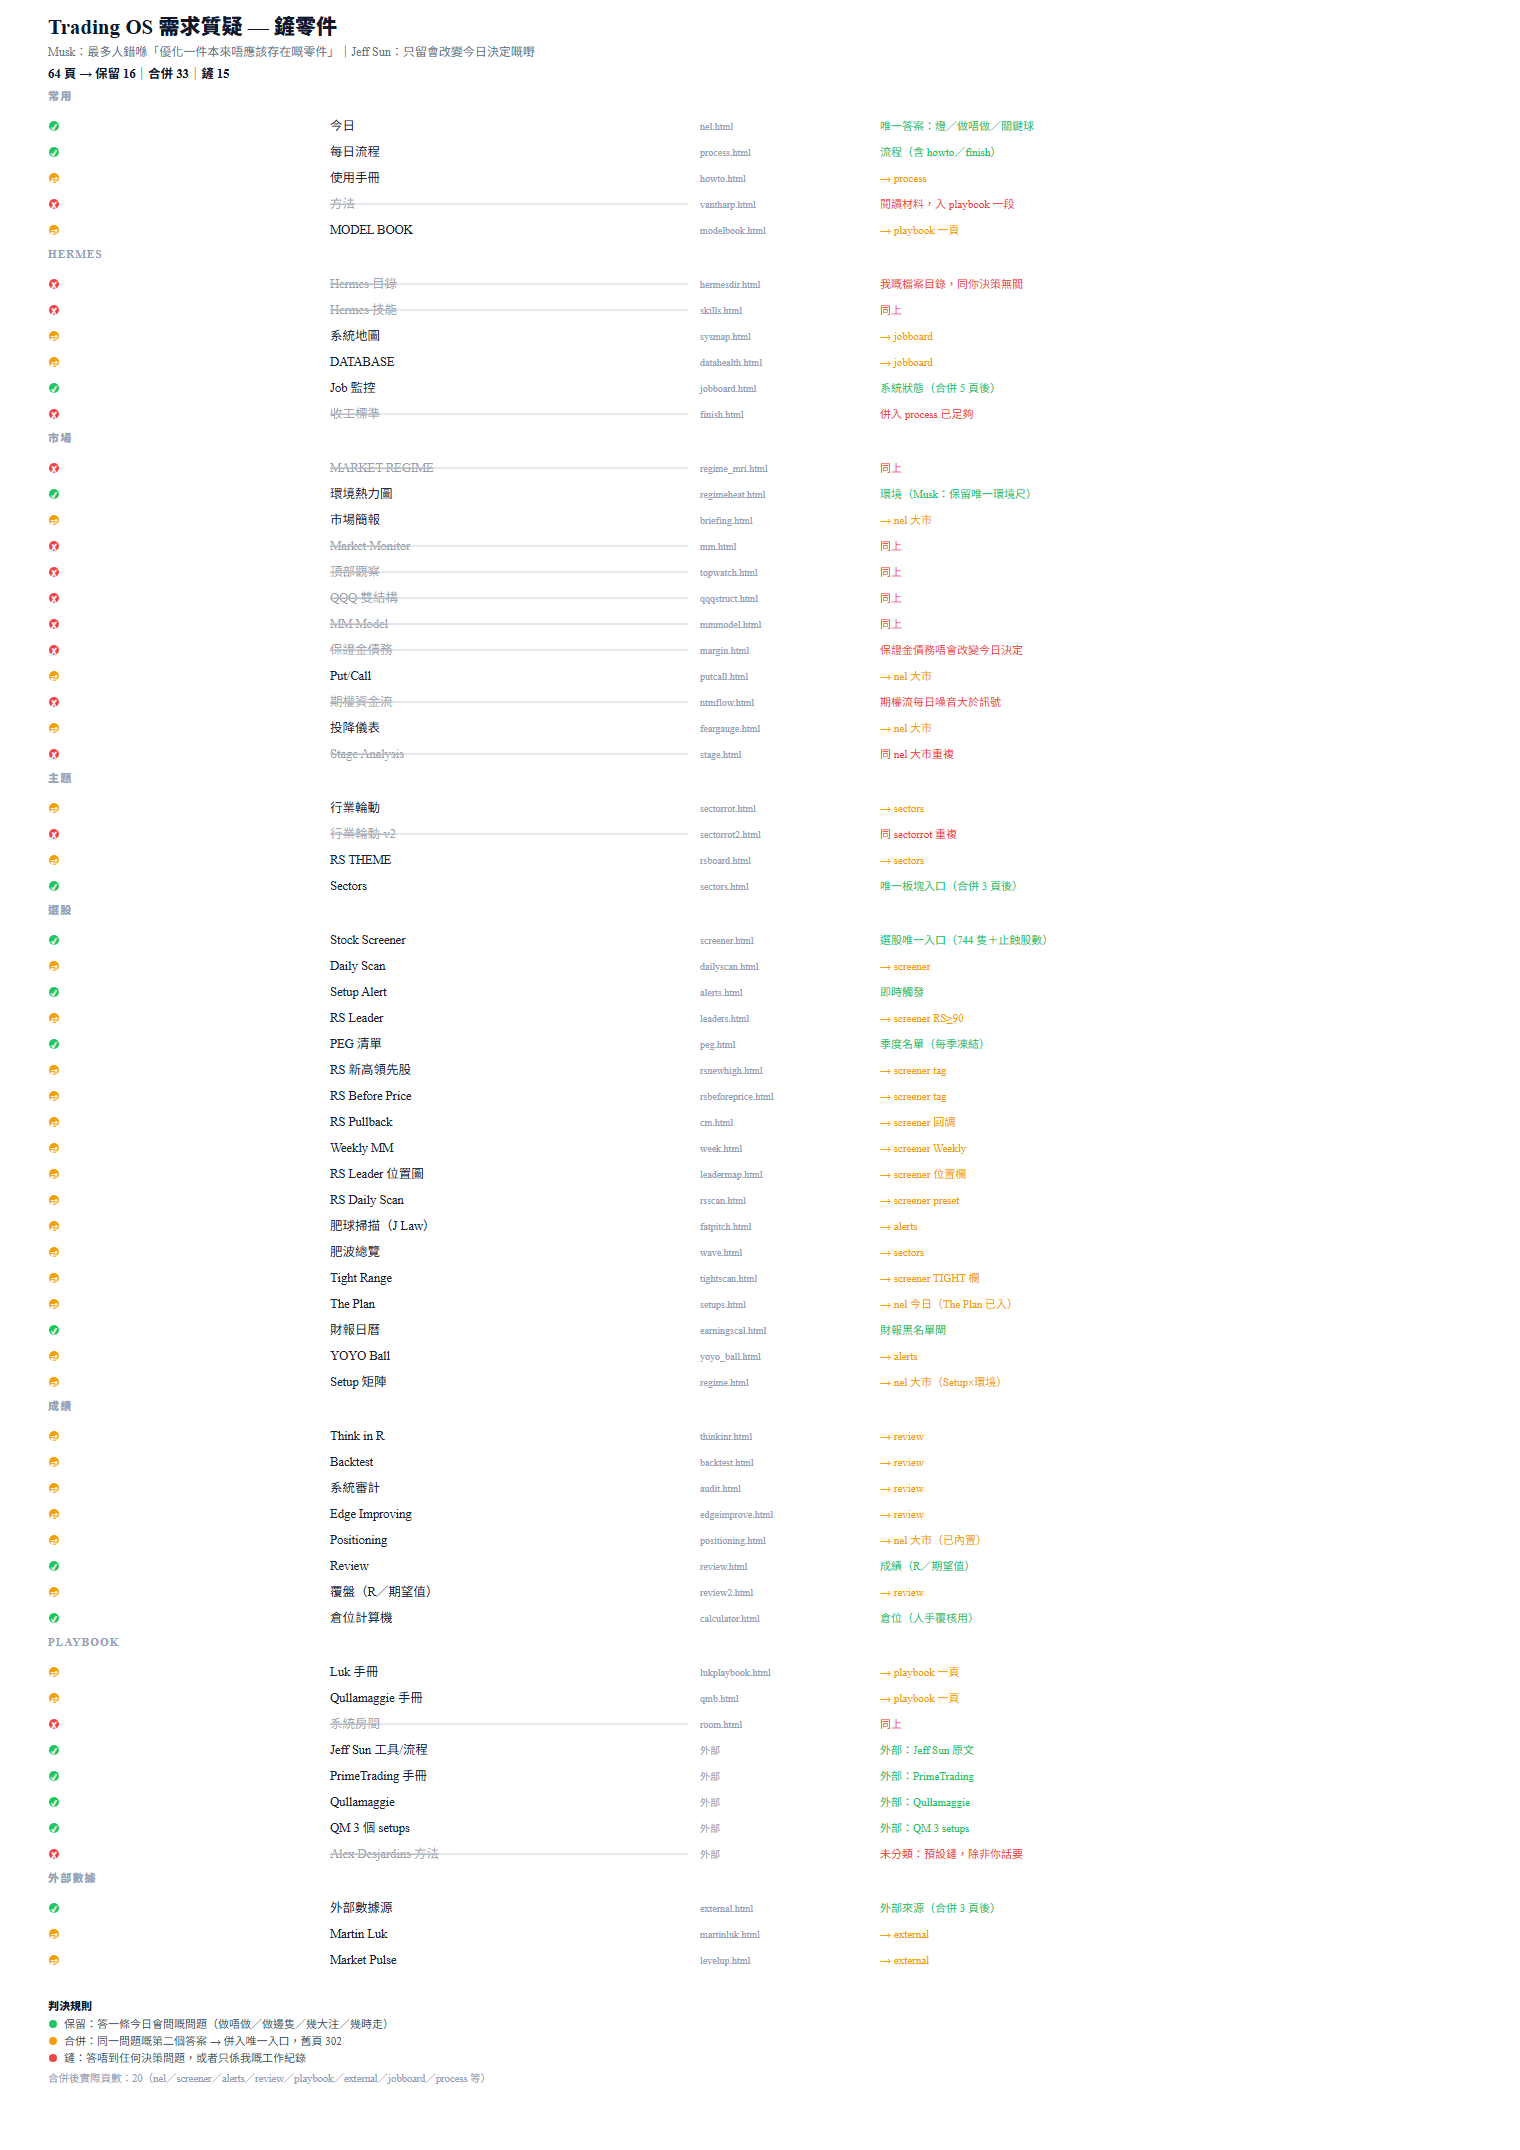 Trading OS 需求質疑 — 鏟零件
Musk：最多人錯喺「優化一件本來唔應該存在嘅零件」｜Jeff Sun：只留會改變今日決定嘅嘢
64 頁 → 保留 16｜合併 33｜鏟 15
常用
今日 nel.html 唯一答案：燈／做唔做／關鍵球
每日流程 process.html 流程（含 howto／finish）
使用手冊 howto.html → process
方法 vantharp.html 閱讀材料，入 playbook 一段
MODEL BOOK modelbook.html → playbook 一頁
HERMES
Hermes 目錄 hermesdir.html 我嘅檔案目錄，同你決策無關
Hermes 技能 skills.html 同上
系統地圖 sysmap.html → jobboard
DATABASE datahealth.html → jobboard
Job 監控 jobboard.html 系統狀態（合併 5 頁後）
收工標準 finish.html 併入 process 已足夠
市場
MARKET REGIME regime_mri.html 同上
環境熱力圖 regimeheat.html 環境（Musk：保留唯一環境尺）
市場簡報 briefing.html → nel 大市
Market Monitor mm.html 同上
頂部觀察 topwatch.html 同上
QQQ 雙結構 qqqstruct.html 同上
MM Model mmmodel.html 同上
保證金債務 margin.html 保證金債務唔會改變今日決定
Put/Call putcall.html → nel 大市
期權資金流 ntmflow.html 期權流每日噪音大於訊號
投降儀表 feargauge.html → nel 大市
Stage Analysis stage.html 同 nel 大市重複
主題
行業輪動 sectorrot.html → sectors
行業輪動 v2 sectorrot2.html 同 sectorrot 重複
RS THEME rsboard.html → sectors
Sectors sectors.html 唯一板塊入口（合併 3 頁後）
選股
Stock Screener screener.html 選股唯一入口（744 隻＋止蝕股數）
Daily Scan dailyscan.html → screener
Setup Alert alerts.html 即時觸發
RS Leader leaders.html → screener RS≥90
PEG 清單 peg.html 季度名單（每季凍結）
RS 新高領先股 rsnewhigh.html → screener tag
RS Before Price rsbeforeprice.html → screener tag
RS Pullback cm.html → screener 回調
Weekly MM week.html → screener Weekly
RS Leader 位置圖 leadermap.html → screener 位置欄
RS Daily Scan rsscan.html → screener preset
肥球掃描（J Law） fatpitch.html → alerts
肥波總覽 wave.html → sectors
Tight Range tightscan.html → screener TIGHT 欄
The Plan setups.html → nel 今日（The Plan 已入）
財報日曆 earningscal.html 財報黑名單閘
YOYO Ball yoyo_ball.html → alerts
Setup 矩陣 regime.html → nel 大市（Setup×環境）
成績
Think in R thinkinr.html → review
Backtest backtest.html → review
系統審計 audit.html → review
Edge Improving edgeimprove.html → review
Positioning positioning.html → nel 大市（已內置）
Review review.html 成績（R／期望值）
覆盤（R／期望值） review2.html → review
倉位計算機 calculator.html 倉位（人手覆核用）
PLAYBOOK
Luk 手冊 lukplaybook.html → playbook 一頁
Qullamaggie 手冊 qmb.html → playbook 一頁
系統房間 room.html 同上
Jeff Sun 工具/流程 外部 外部：Jeff Sun 原文
PrimeTrading 手冊 外部 外部：PrimeTrading
Qullamaggie 外部 外部：Qullamaggie
QM 3 個 setups 外部 外部：QM 3 setups
Alex Desjardins 方法 外部 未分類：預設鏟，除非你話要
外部數據
外部數據源 external.html 外部來源（合併 3 頁後）
Martin Luk martinluk.html → external
Market Pulse levelup.html → external
判決規則
保留：答一條今日會問嘅問題（做唔做／做邊隻／幾大注／幾時走）
合併：同一問題嘅第二個答案 → 併入唯一入口，舊頁 302
鏟：答唔到任何決策問題，或者只係我嘅工作紀錄
合併後實際頁數：20（nel／screener／alerts／review／playbook／external／jobboard／process 等）